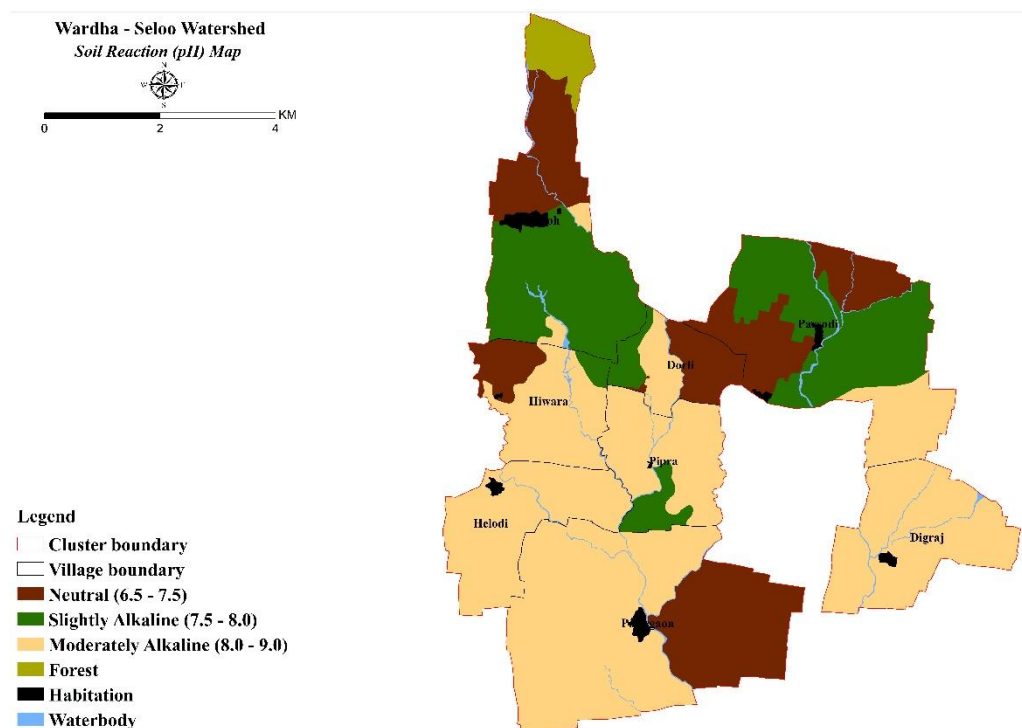 Wardha - Seloo Watershed
Soil Reaction (pH) Map
N
W E
S
KM
0 2 4
Dorli
Hiwara
Pipra
Helodi
Digraj
Legend
Cluster boundary
Village boundary
Neutral (6.5 - 7.5)
Slightly Alkaline (7.5 - 8.0)
Moderately Alkaline (8.0 - 9.0)
Forest
Habitation
Waterbody